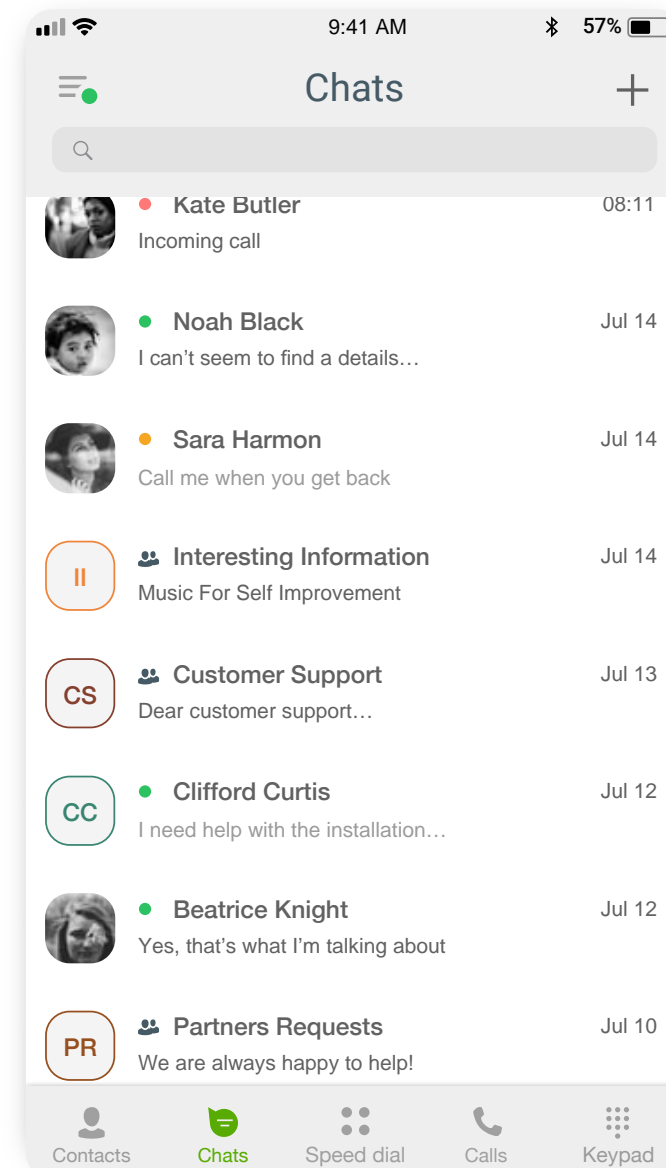 9:41 AM 57%
Chats
Kate Butler 08:11
Incoming call
Noah Black Jul 14
I can’t seem to find a details…
Sara Harmon Jul 14
Call me when you get back
II Interesting Information Jul 14
Music For Self Improvement
CS Customer Support Jul 13
Dear customer support…
CC Clifford Curtis Jul 12
I need help with the installation…
Beatrice Knight Jul 12
Yes, that’s what I’m talking about
PR Partners Requests Jul 10
We are always happy to help!
Contacts Chats Speed dial Calls Keypad